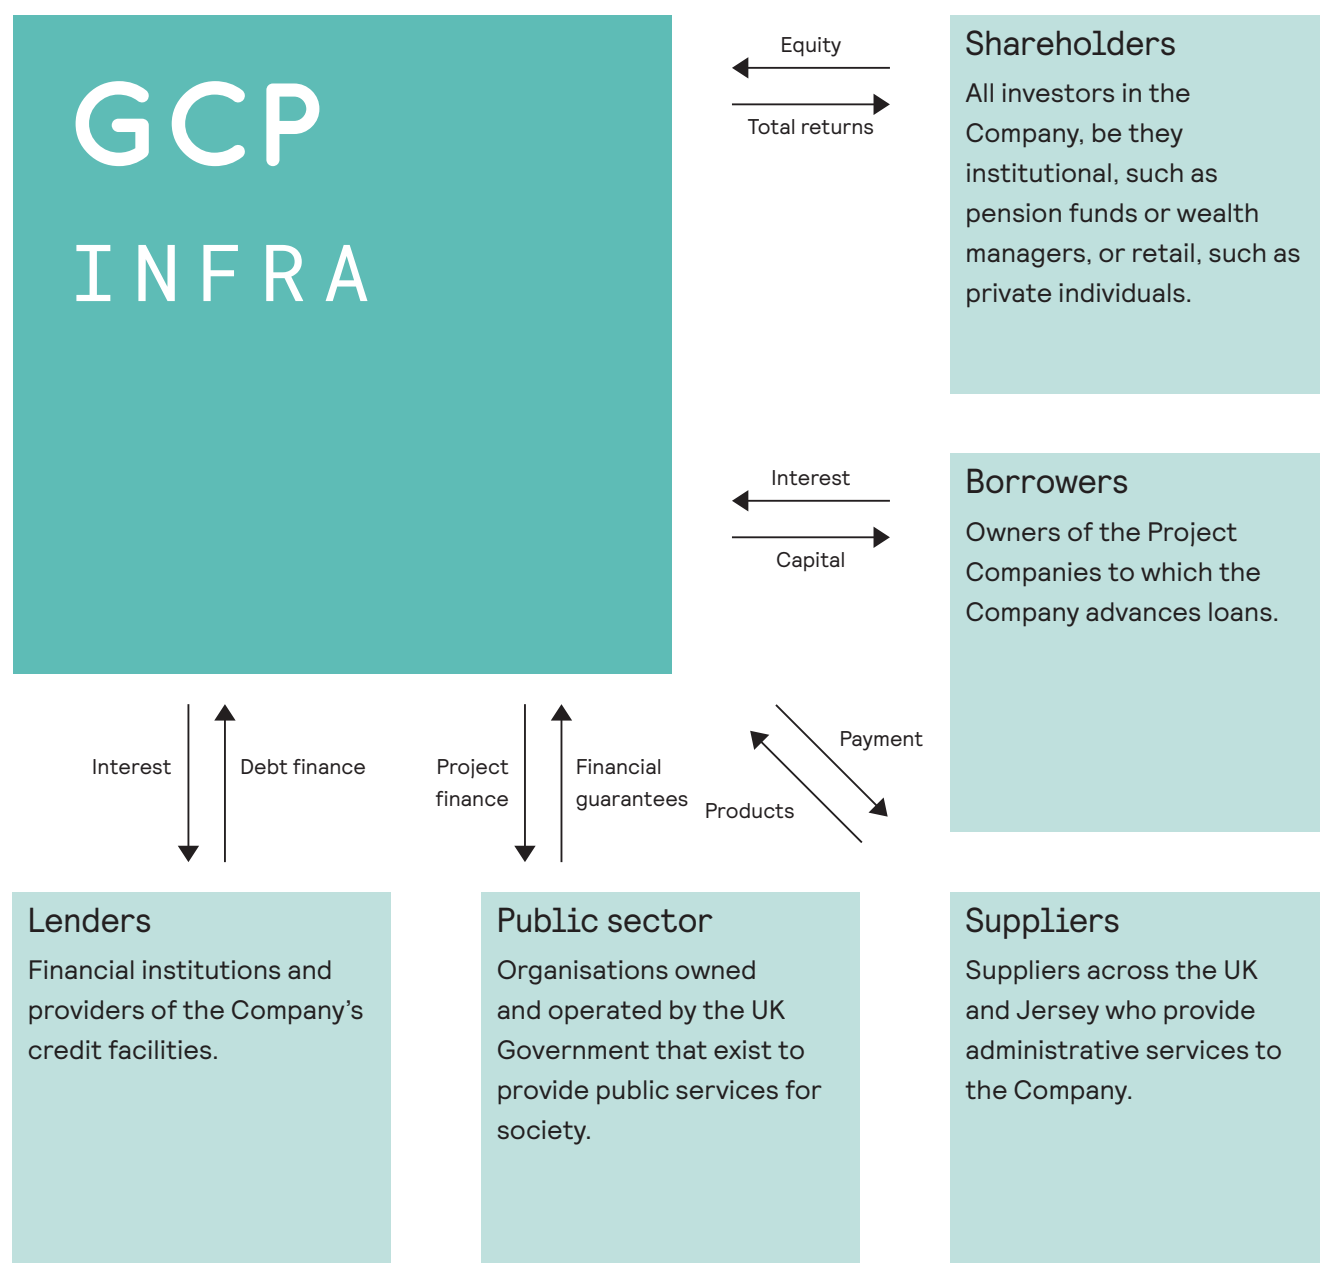 GCP
INFRA
Equity
Total returns
Shareholders
All investors in the
Company, be they
institutional, such as
pension funds or wealth
managers, or retail, such as
private individuals.
Interest
Capital
Borrowers
Owners of the Project
Companies to which the
Company advances loans.
Interest
Debt finance
Project
finance
Financial
guarantees
Payment
Products
Lenders
Financial institutions and
providers of the Company’s
credit facilities.
Public sector
Organisations owned
and operated by the UK
Government that exist to
provide public services for
society.
Suppliers
Suppliers across the UK
and Jersey who provide
administrative services to
the Company.